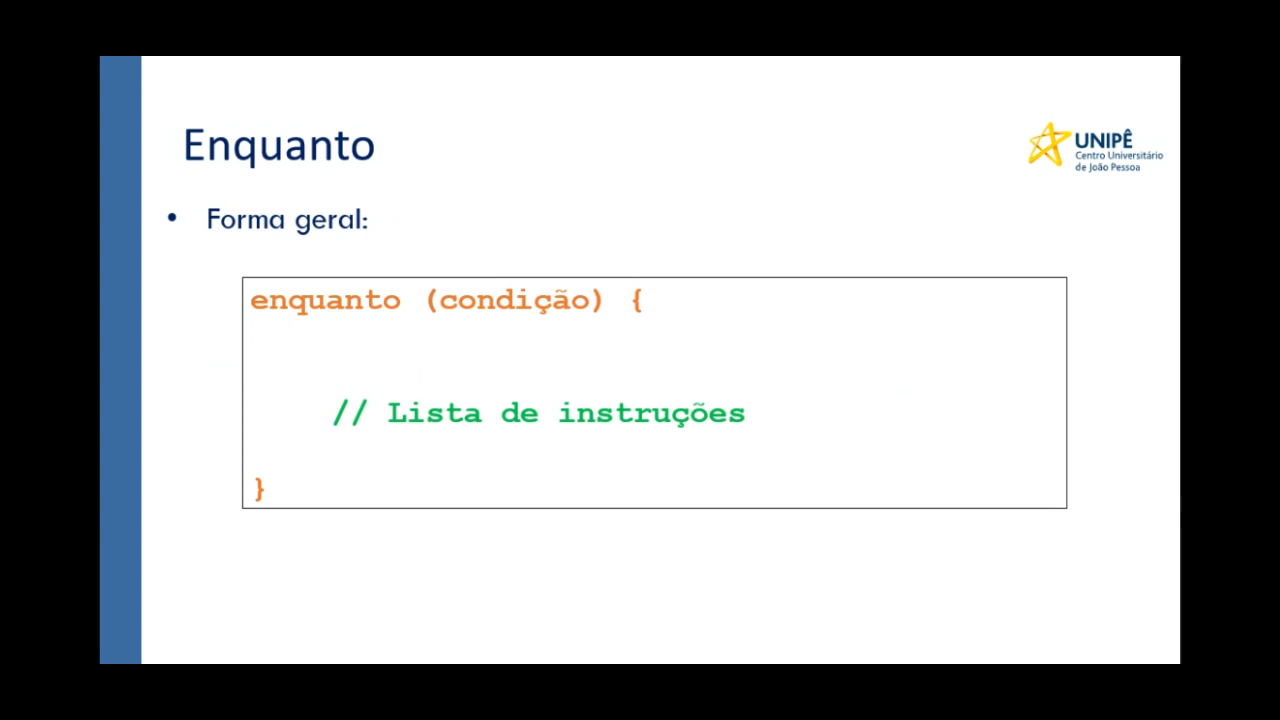 Enquanto
UNIPÊ
Centro Universitário
de João Pessoa
• Forma geral:
enquanto (condição) {
// Lista de instruções
}